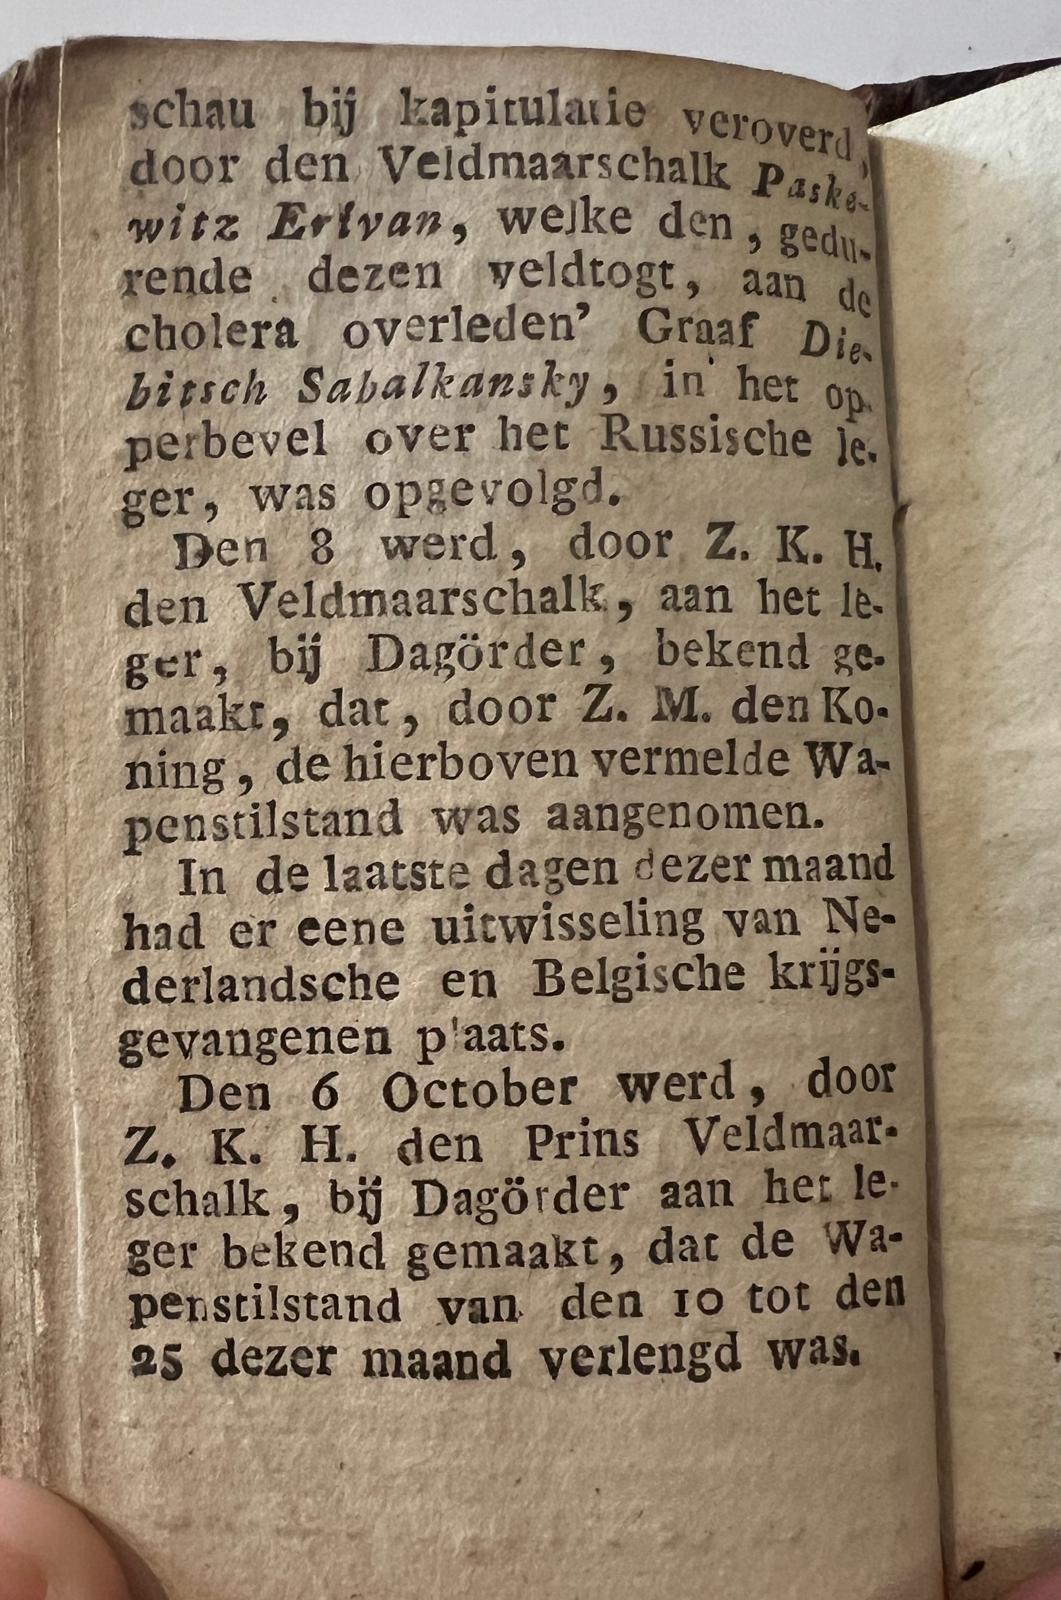 schau bij kapitulatie veroverd,
door den Veldmaarschalk Paske-
witz Erivan, welke den, gedu-
rende dezen veldtogt, aan de
cholera overleden’ Graaf Die-
bitsch Sabalkansky, in het op-
perbevel over het Russische le-
ger, was opgevolgd.
Den 8 werd, door Z. K. H.
den Veldmaarschalk, aan het le-
ger, bij Dagörder, bekend ge-
maakt, dat, door Z. M. den Ko-
ning, de hierboven vermelde Wa-
penstilstand was aangenomen.
In de laatste dagen dezer maand
had er eene uitwisseling van Ne-
derlandsche en Belgische krijgs-
gevangenen plaats.
Den 6 October werd, door
Z. K. H. den Prins Veldmaar-
schalk, bij Dagörder aan het le-
ger bekend gemaakt, dat de Wa-
penstilstand van den 10 tot den
25 dezer maand verlengd was.